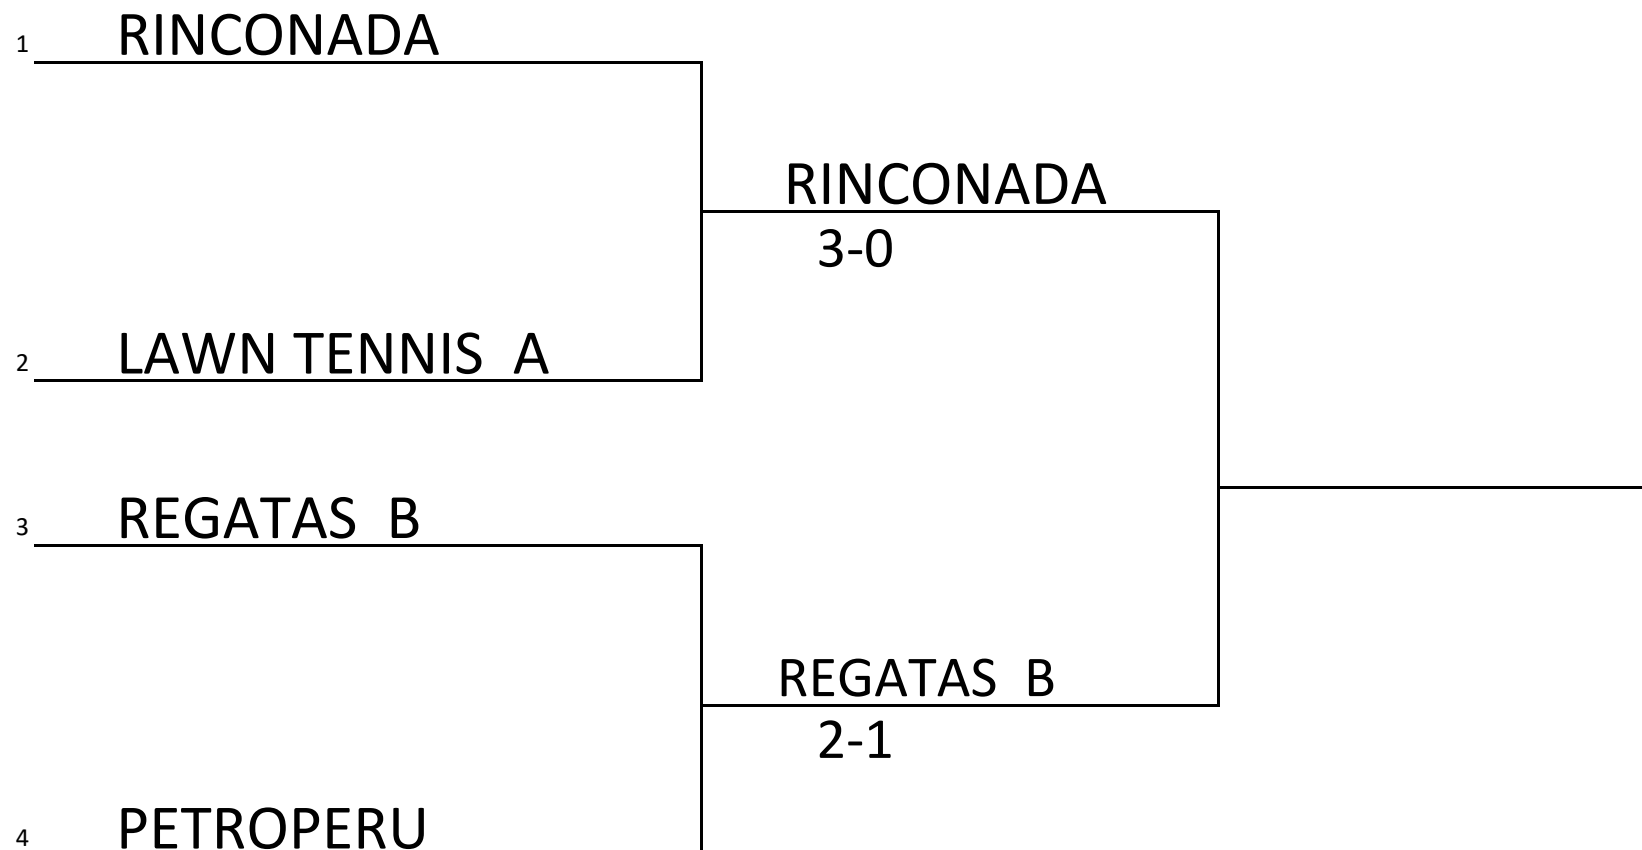 1 RINCONADA
RINCONADA
3-0
2 LAWN TENNIS A
3 REGATAS B
REGATAS B
2-1
4 PETROPERU